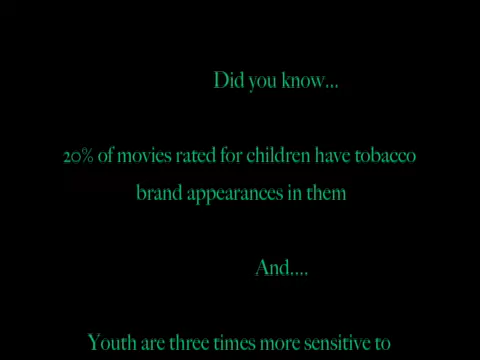 Did you know...
20% of movies rated for children have tobacco
brand appearances in them
And....
Youth are three times more sensitive to